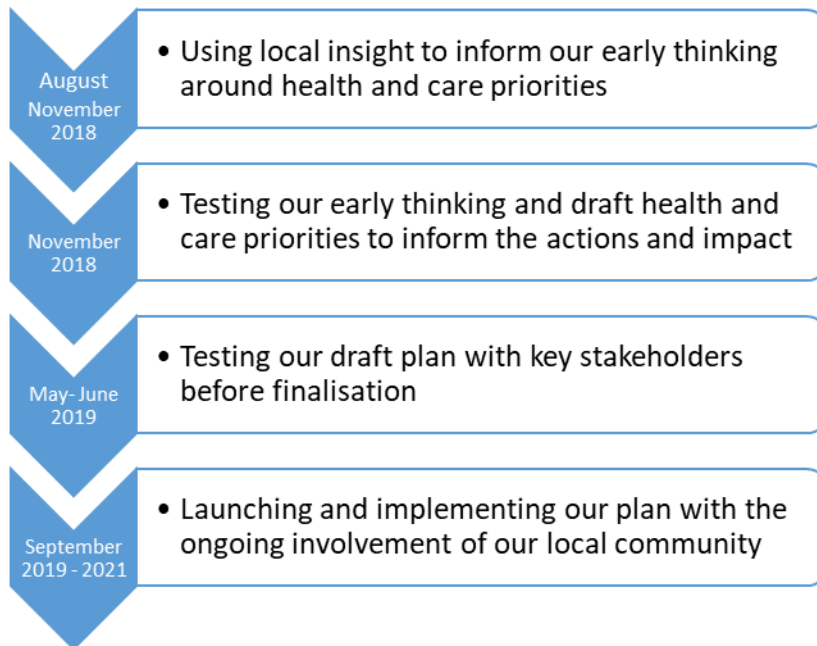 August
November
2018
• Using local insight to inform our early thinking
around health and care priorities
November
2018
• Testing our early thinking and draft health and
care priorities to inform the actions and impact
May- June
2019
• Testing our draft plan with key stakeholders
before finalisation
September
2019 - 2021
• Launching and implementing our plan with the
ongoing involvement of our local community